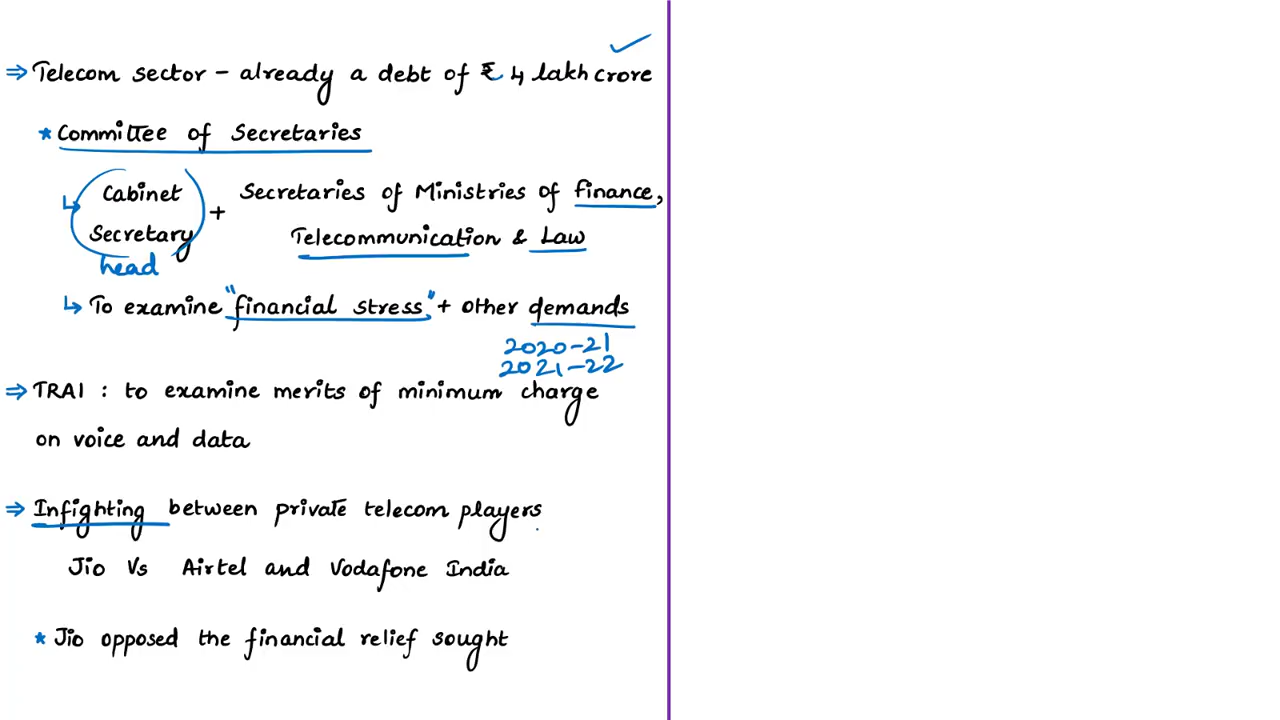 ⇒ Telecom sector - already a debt of ₹ 4 lakh crore
* Committee of Secretaries
↳ Cabinet Secretaries of Ministries of finance,
+
Secretary Telecommunication & Law
head
↳ To examine "financial stress" + other demands
2020-21
2021-22
⇒ TRAI : to examine merits of minimum charge
on voice and data
⇒ Infighting between private telecom players
Jio Vs Airtel and Vodafone India
* Jio opposed the financial relief sought